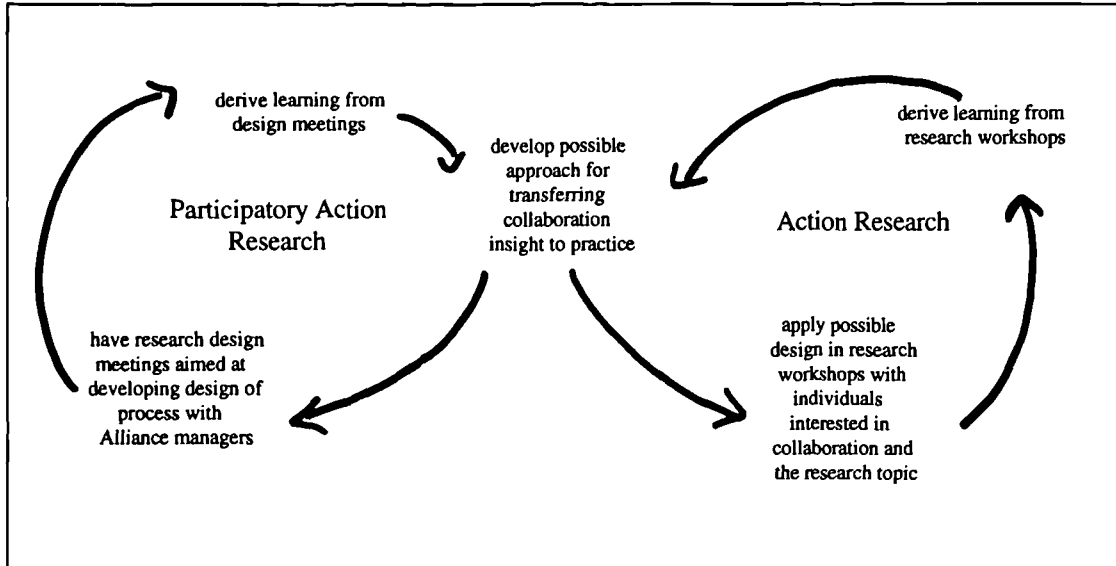 derive learning from
design meetings
Participatory Action
Research
have research design
meetings aimed at
developing design of
process with
Alliance managers
develop possible
approach for
transferring
collaboration
insight to practice
derive learning from
research workshops
Action Research
apply possible
design in research
workshops with
individuals
interested in
collaboration and
the research topic